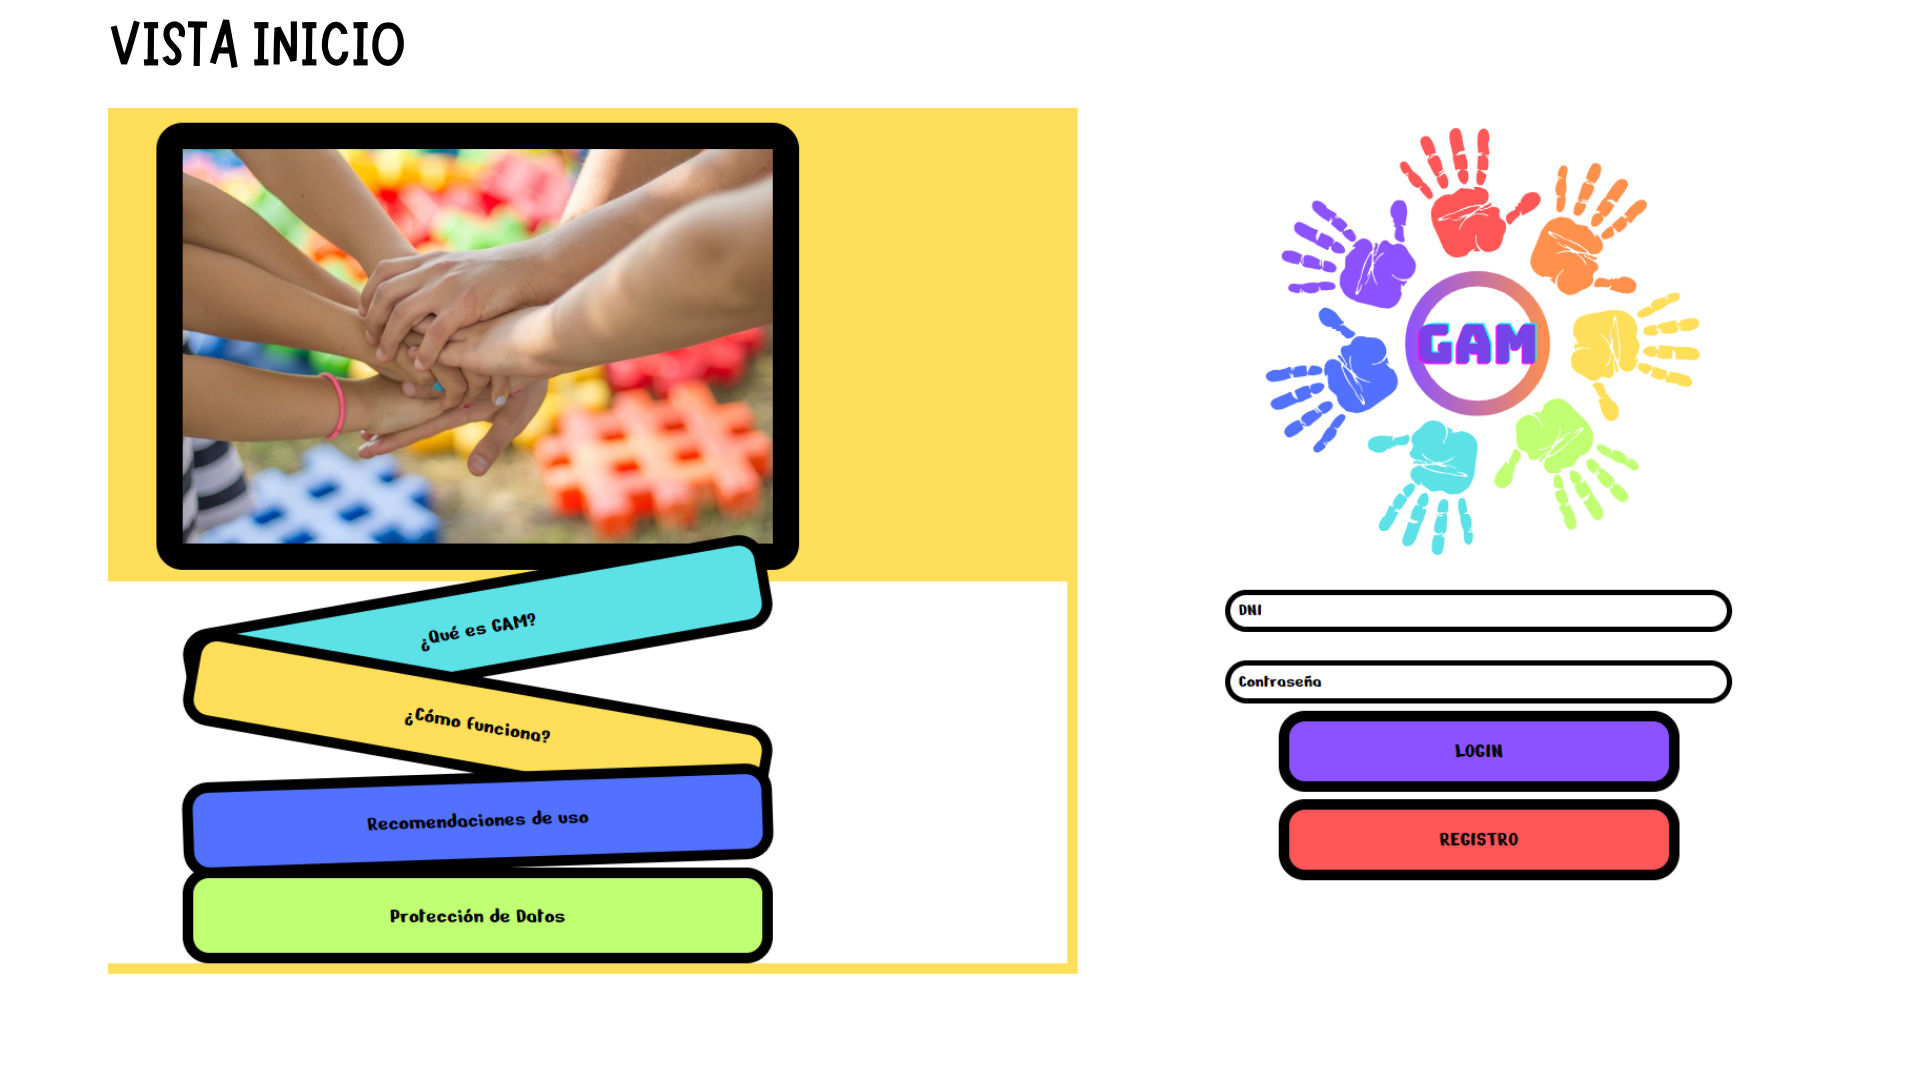 VISTA INICIO
¿Qué es GAM?
¿Cómo funciona?
Recomendaciones de uso
Protección de Datos
GAM
DNI
Contraseña
LOGIN
REGISTRO